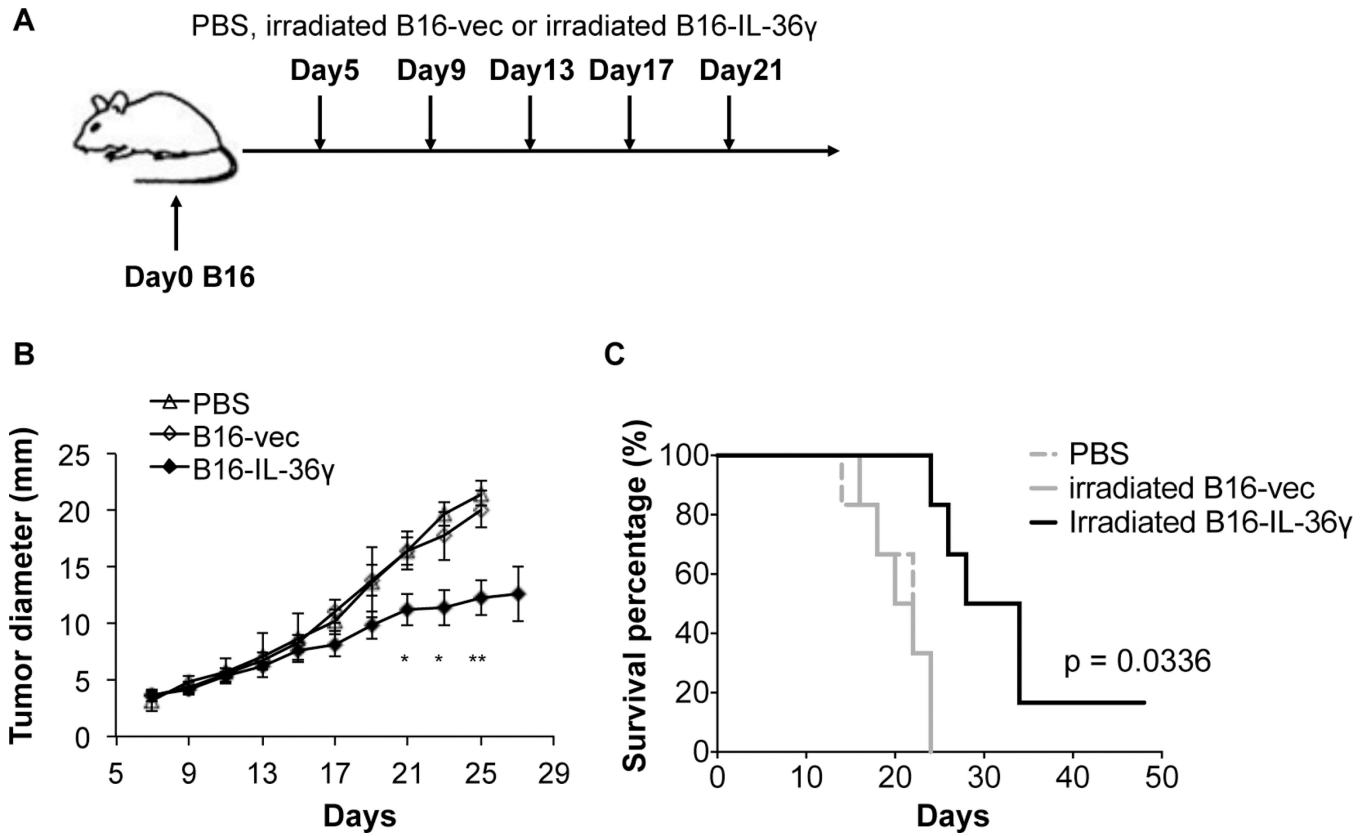 A
PBS, irradiated B16-vec or irradiated B16-IL-36γ
Day5 Day9 Day13 Day17 Day21
Day0 B16
B
PBS
B16-vec
B16-IL-36γ
Tumor diameter (mm)
25
20
15
10
5
0
* * **
5 9 13 17 21 25 29
Days
C
PBS
irradiated B16-vec
Irradiated B16-IL-36γ
Survival percentage (%)
100
80
60
40
20
0
p = 0.0336
0 10 20 30 40 50
Days